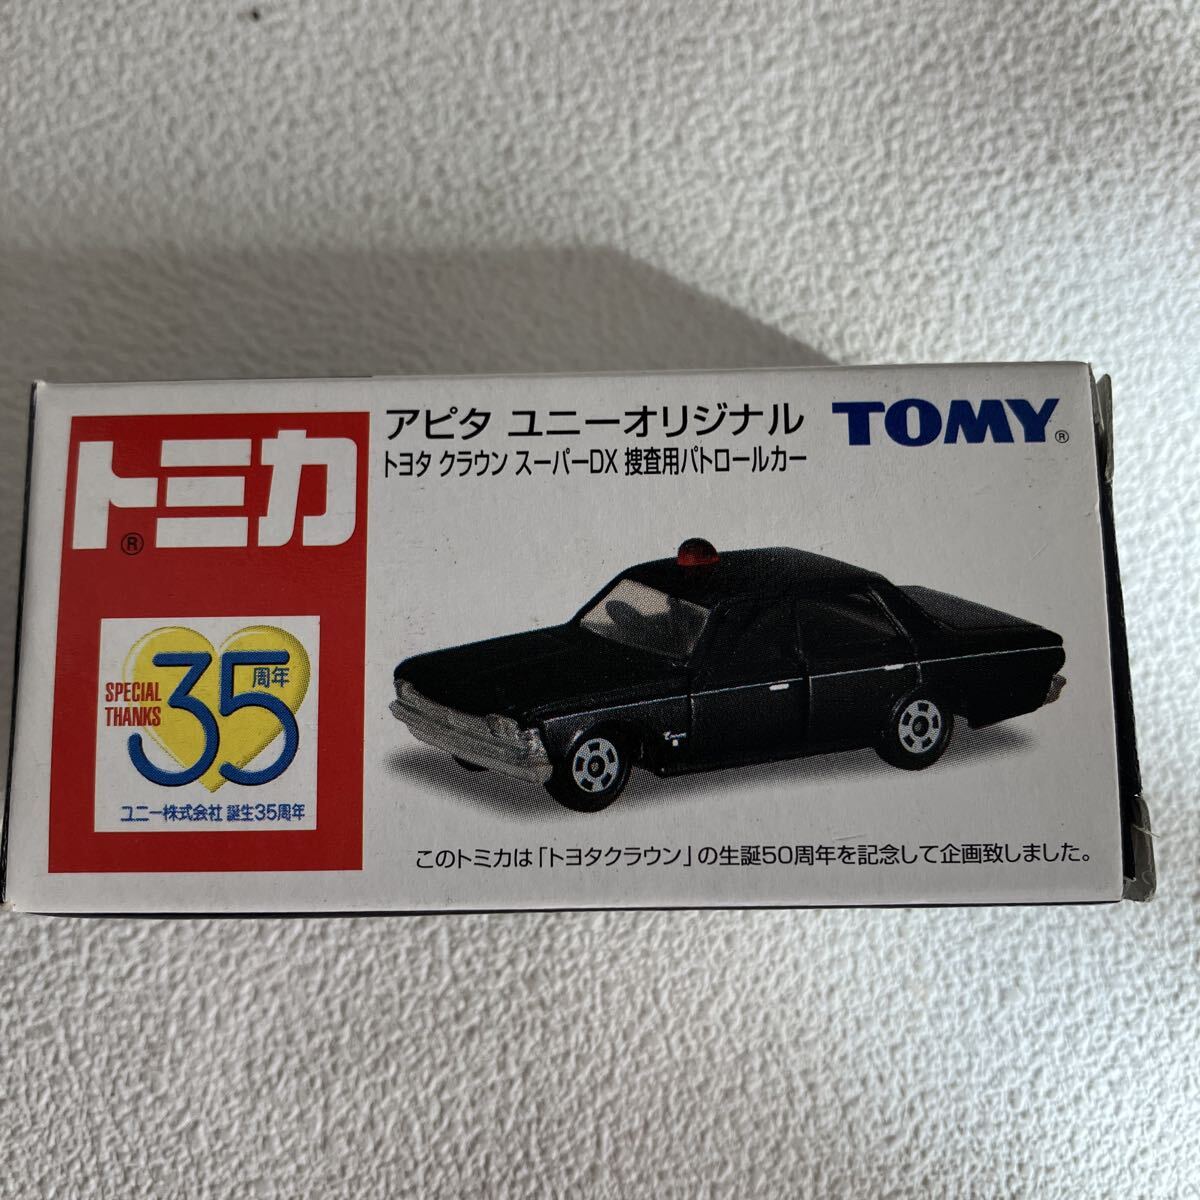 トミカ
®
アピタ ユニーオリジナル
トヨタ クラウン スーパーDX 捜査用パトロールカー
TOMY®
SPECIAL
THANKS
35周年
ユニー株式会社 誕生35周年
このトミカは「トヨタクラウン」の生誕50周年を記念して企画致しました。